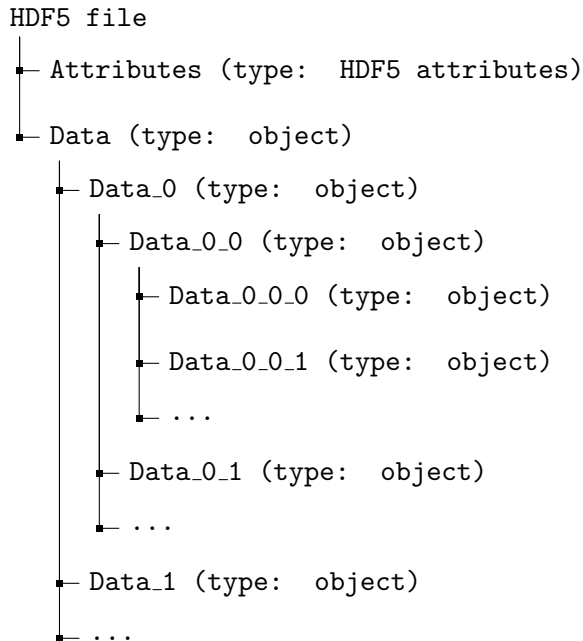 HDF5 file
Attributes (type: HDF5 attributes)
Data (type: object)
Data_0 (type: object)
Data_0_0 (type: object)
Data_0_0_0 (type: object)
Data_0_0_1 (type: object)
...
Data_0_1 (type: object)
...
Data_1 (type: object)
...